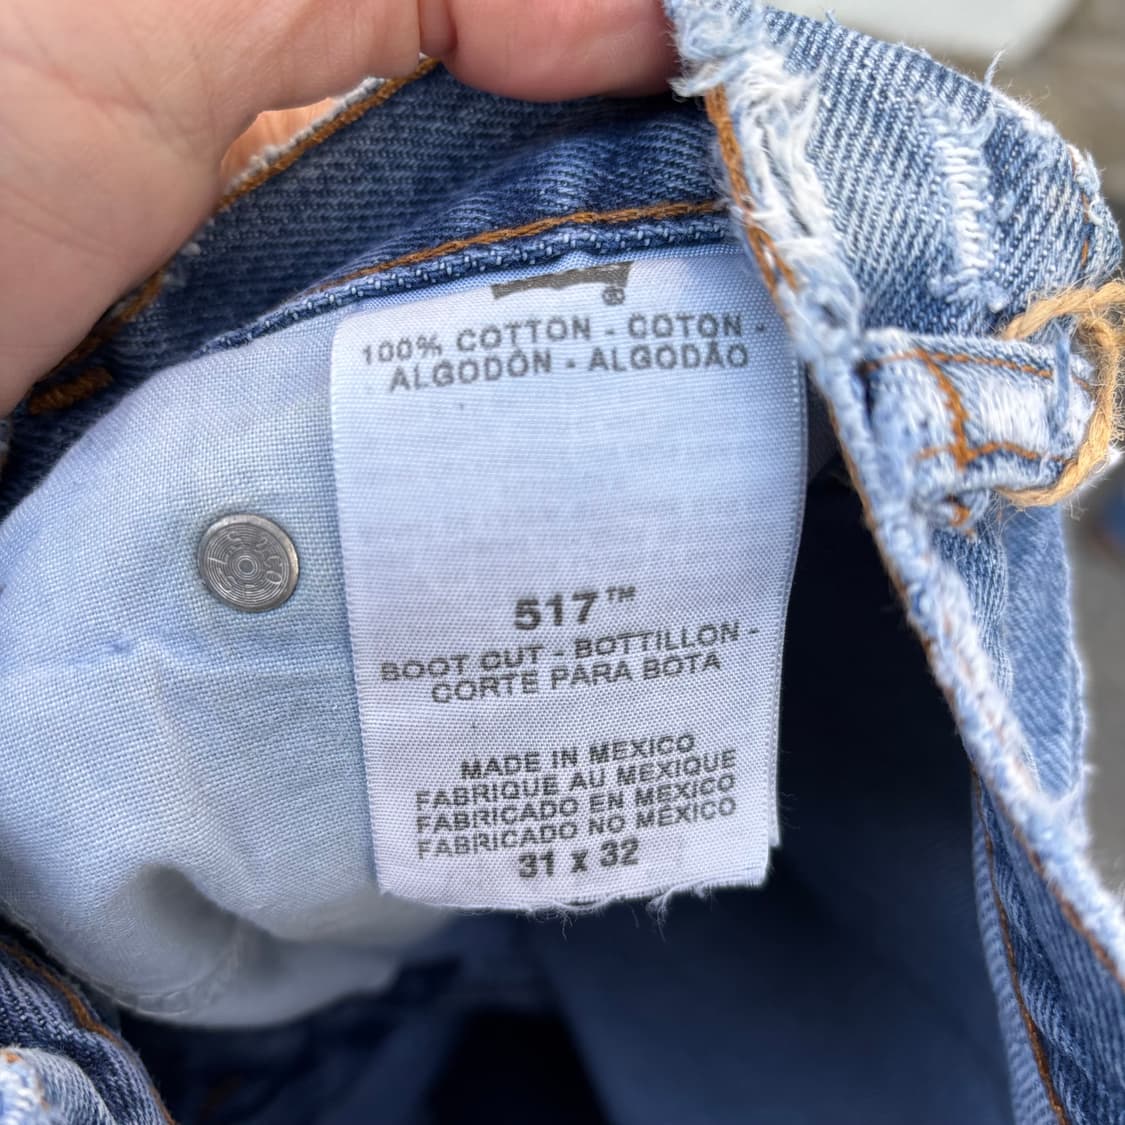 ®
100% COTTON - COTON -
ALGODÓN - ALGODÃO
517™
BOOT CUT - BOTTILLON -
CORTE PARA BOTA
MADE IN MEXICO
FABRIQUE AU MEXIQUE
FABRICADO EN MEXICO
FABRICADO NO MÉXICO
31 x 32
L.S.&CO